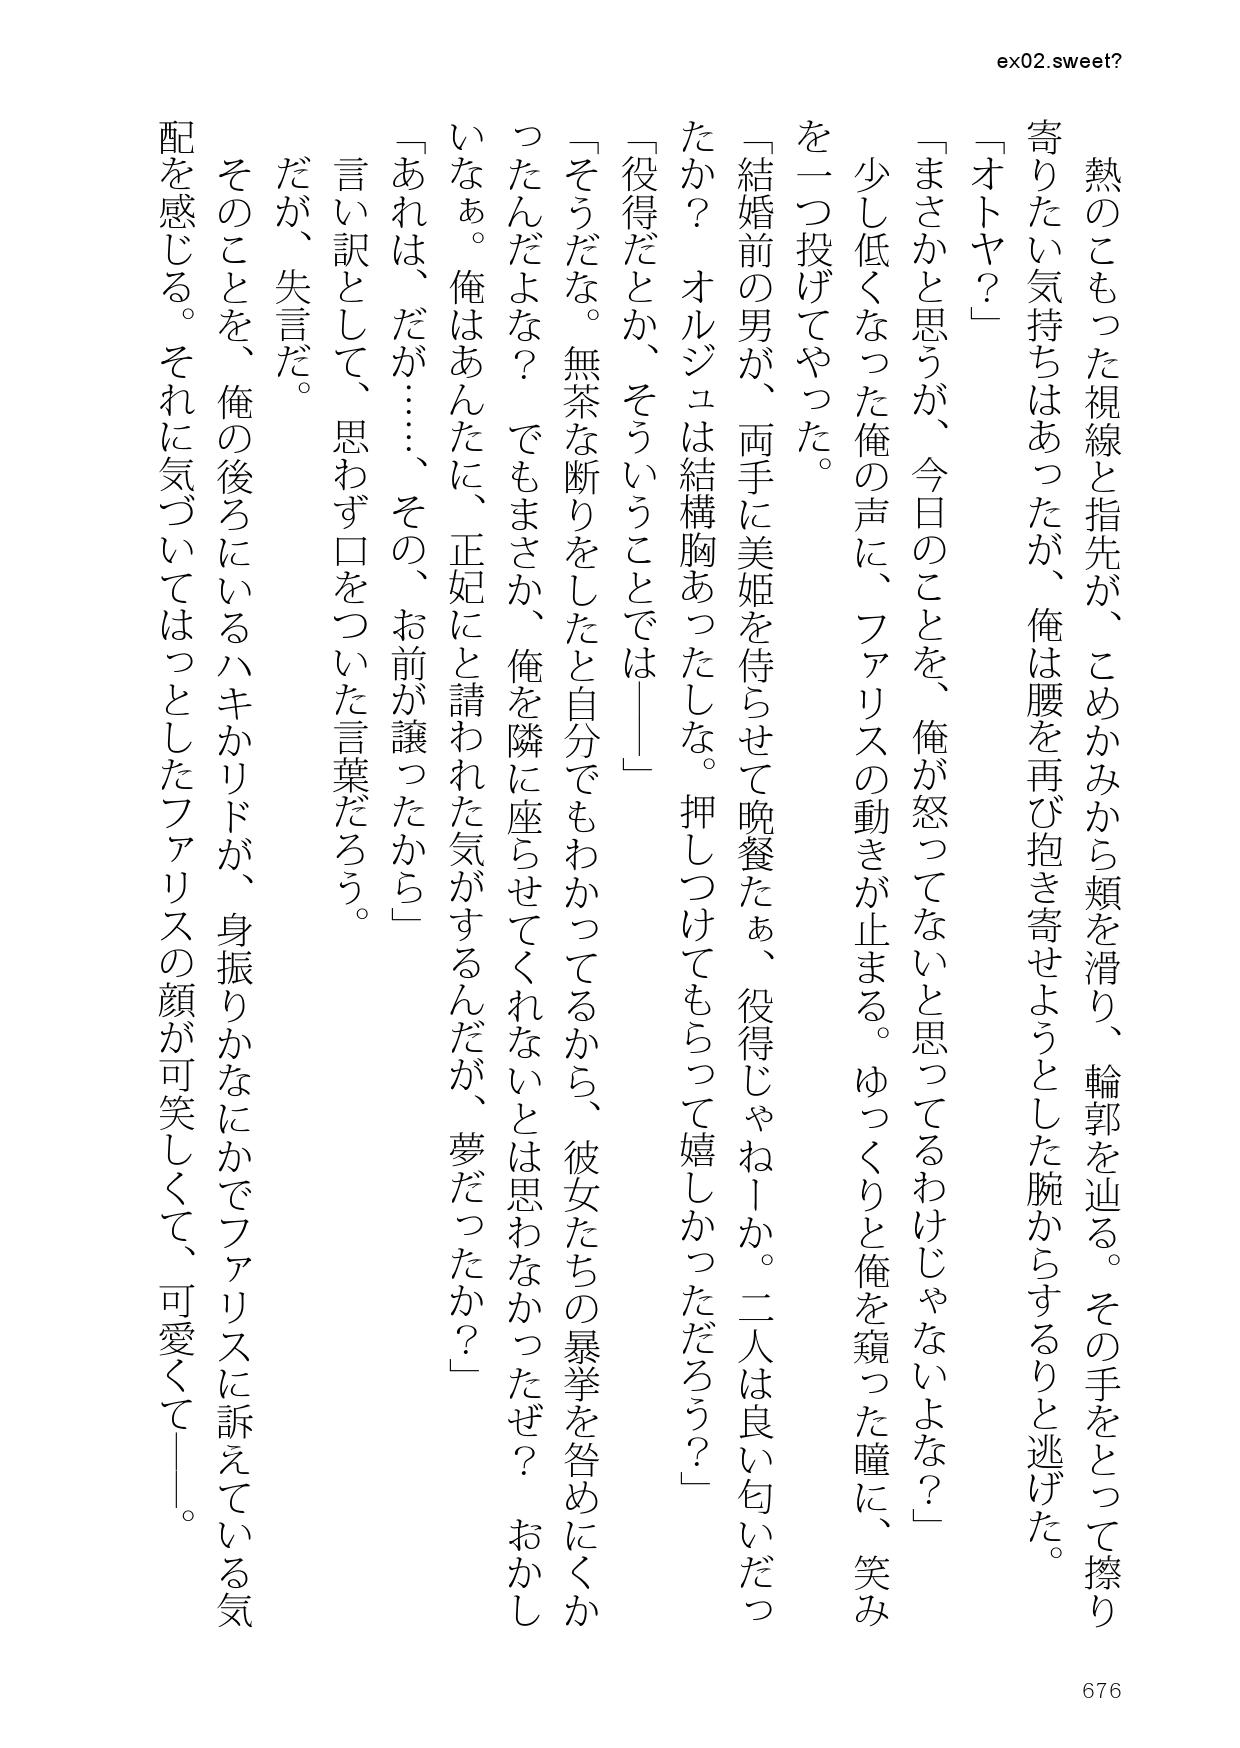 ex02.sweet?
　熱のこもった視線と指先が、こめかみから頬を滑り、輪郭を辿る。その手をとって擦り
寄りたい気持ちはあったが、俺は腰を再び抱き寄せようとした腕からするりと逃げた。
「オトヤ？」
「まさかと思うが、今日のことを、俺が怒ってないと思ってるわけじゃないよな？」
　少し低くなった俺の声に、ファリスの動きが止まる。ゆっくりと俺を窺った瞳に、笑み
を一つ投げてやった。
「結婚前の男が、両手に美姫を侍らせて晩餐たぁ、役得じゃねーか。二人は良い匂いだっ
たか？　オルジュは結構胸あったしな。押しつけてもらって嬉しかっただろう？」
「役得だとか、そういうことでは――」
「そうだな。無茶な断りをしたと自分でもわかってるから、彼女たちの暴挙を咎めにくか
ったんだよな？　でもまさか、俺を隣に座らせてくれないとは思わなかったぜ？　おかし
いなぁ。俺はあんたに、正妃にと請われた気がするんだが、夢だったか？」
「あれは、だが……、その、お前が譲ったから」
　言い訳として、思わず口をついた言葉だろう。
　だが、失言だ。
　そのことを、俺の後ろにいるハキかリドが、身振りかなにかでファリスに訴えている気
配を感じる。それに気づいてはっとしたファリスの顔が可笑しくて、可愛くて――。
676